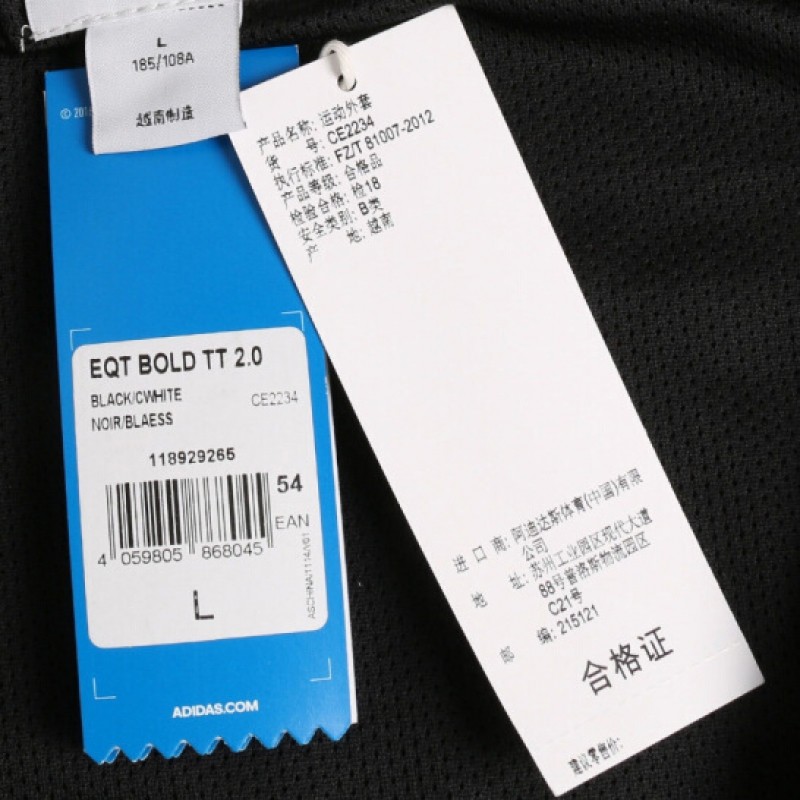 L
185/108A
越南制造
© 201
EQT BOLD TT 2.0
BLACK/CWHITE
CE2234
NOIR/BLAESS
118929265
54
EAN
4 059805 868045
L
ASCHINA/1114/V01
ADIDAS.COM
产品名称: 运动外套
货 号: CE2234
执行标准: FZ/T 81007-2012
产品等级: 合格品
检验合格: 检18
安全类别: B类
产 地: 越南
进 口 商: 阿迪达斯体育(中国)有限
公司
地 址: 苏州工业园区现代大道
88号普洛斯物流园区
C21号
邮 编: 215121
合格证
建议零售价: